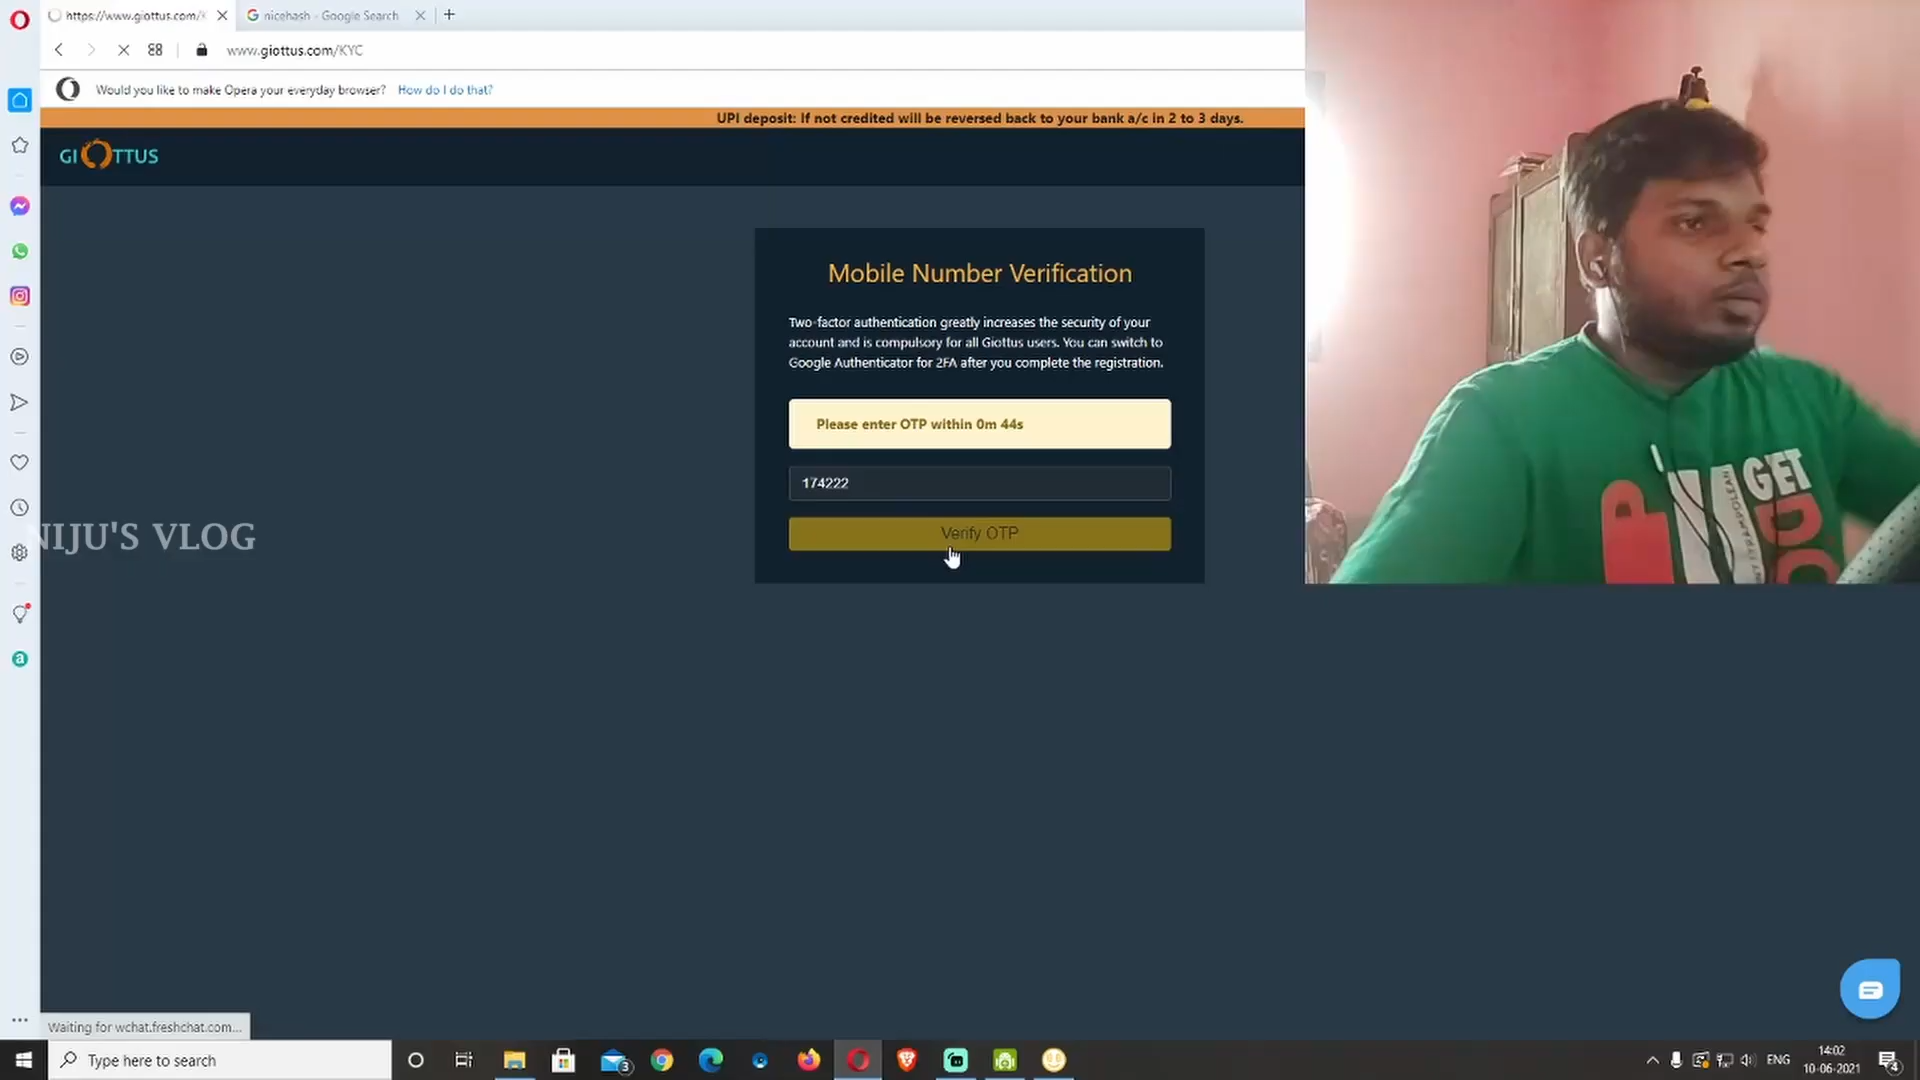 https://www.giottus.com/K
nicehash - Google Search
www.giottus.com/KYC
Would you like to make Opera your everyday browser? How do I do that?
UPI deposit: If not credited will be reversed back to your bank a/c in 2 to 3 days.
GIOTTUS
Mobile Number Verification
Two-factor authentication greatly increases the security of your
account and is compulsory for all Giottus users. You can switch to
Google Authenticator for 2FA after you complete the registration.
Please enter OTP within 0m 44s
174222
Verify OTP
NIJU'S VLOG
GET
Waiting for wchat.freshchat.com...
Type here to search
3
ENG
14:02
10-06-2021
4